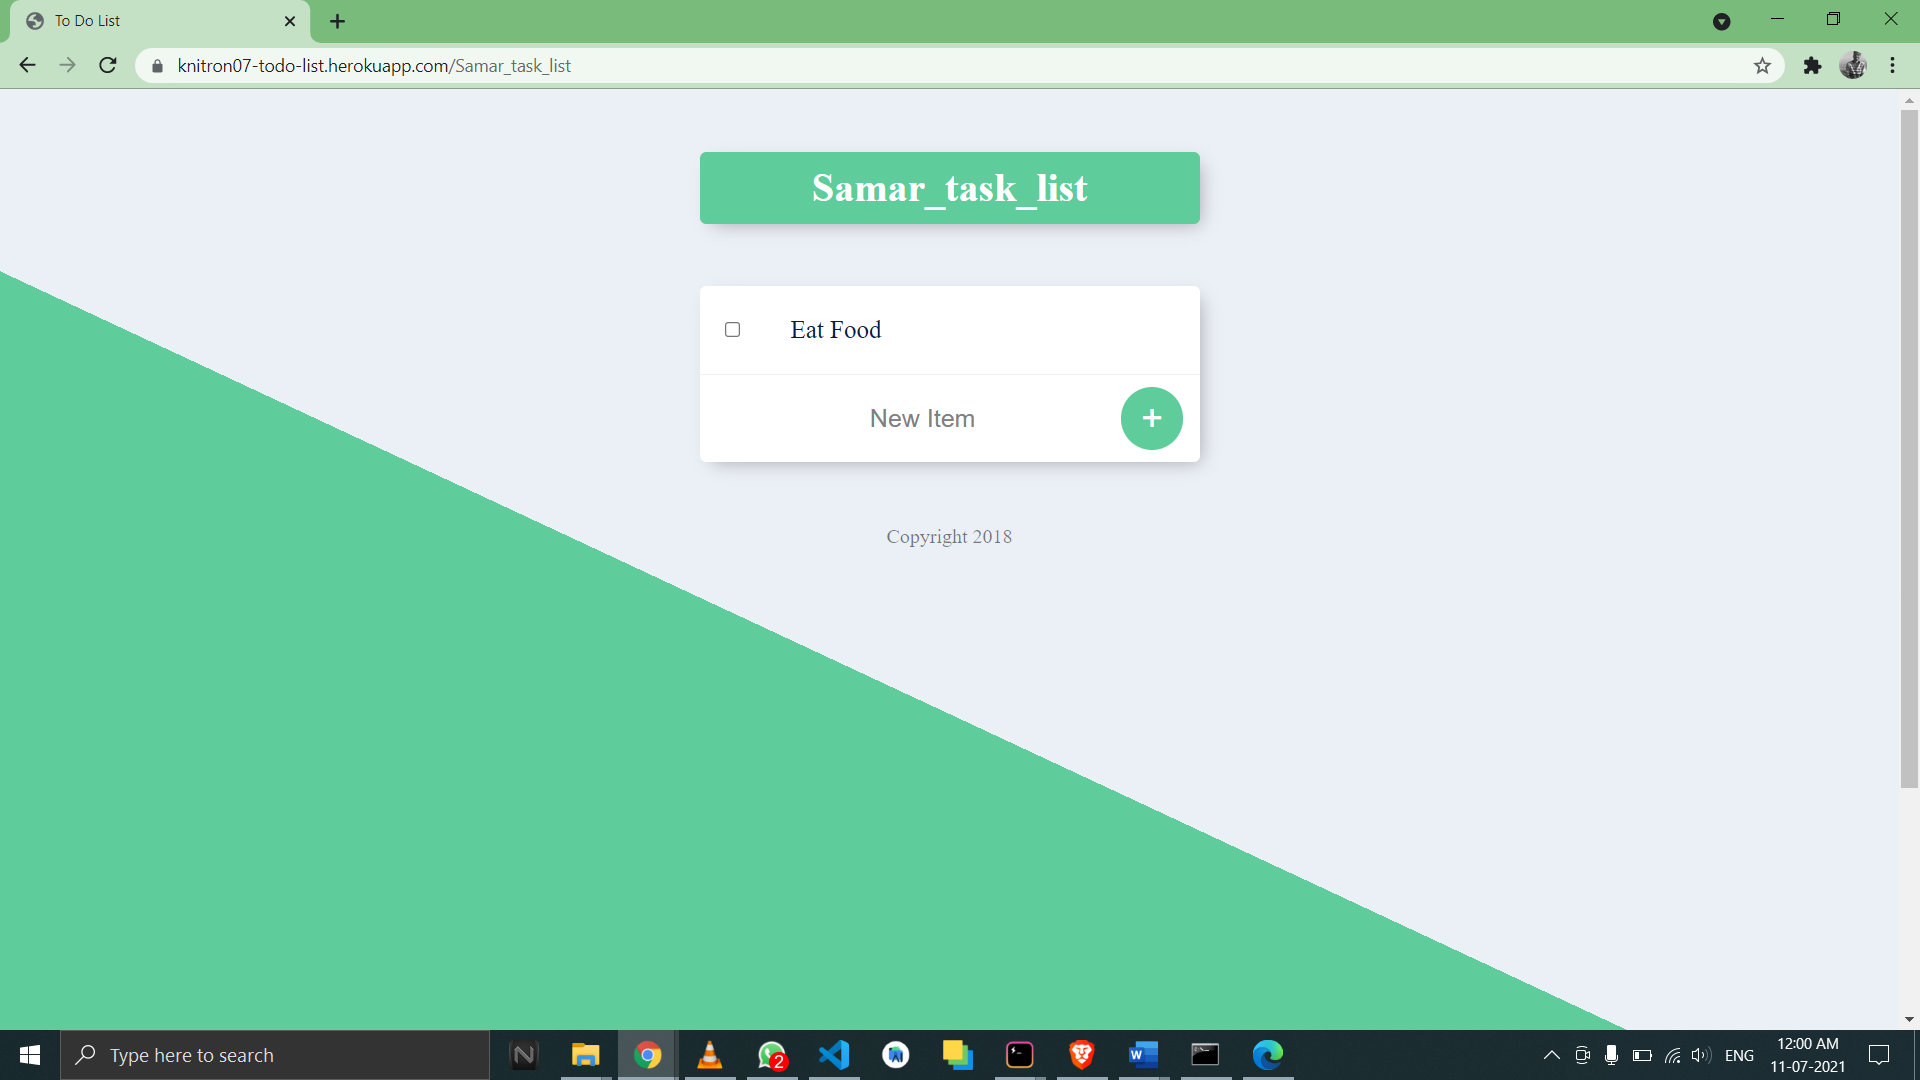 To Do List
knitron07-todo-list.herokuapp.com/Samar_task_list
Samar_task_list
Eat Food
New Item
+
Copyright 2018
Type here to search
2
ENG
12:00 AM
11-07-2021